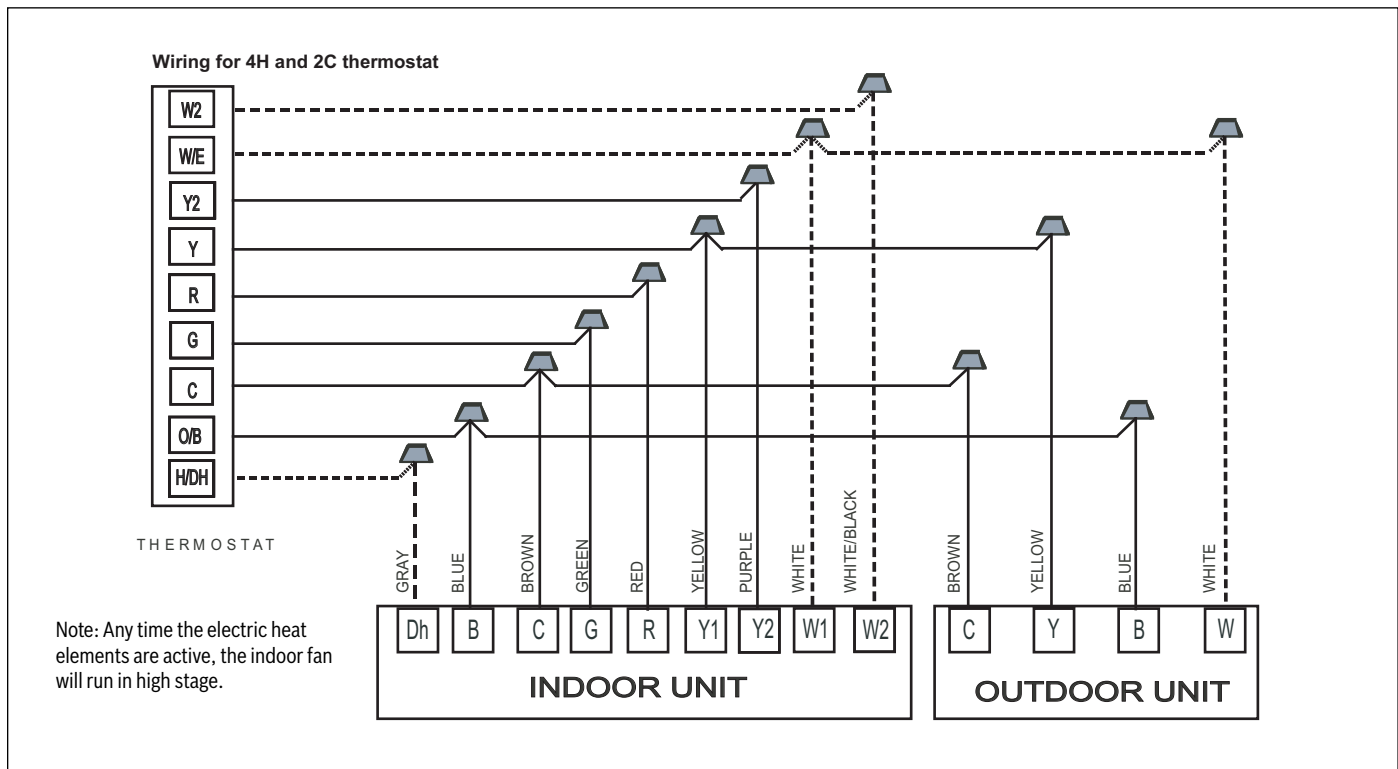 Wiring for 4H and 2C thermostat
W2
W/E
Y2
Y
R
G
C
O/B
H/DH
THERMOSTAT
GRAY
BLUE
BROWN
GREEN
RED
YELLOW
PURPLE
WHITE
WHITE/BLACK
BROWN
YELLOW
BLUE
WHITE
Dh B C G R Y1 Y2 W1 W2
INDOOR UNIT
C Y B W
OUTDOOR UNIT
Note: Any time the electric heat
elements are active, the indoor fan
will run in high stage.